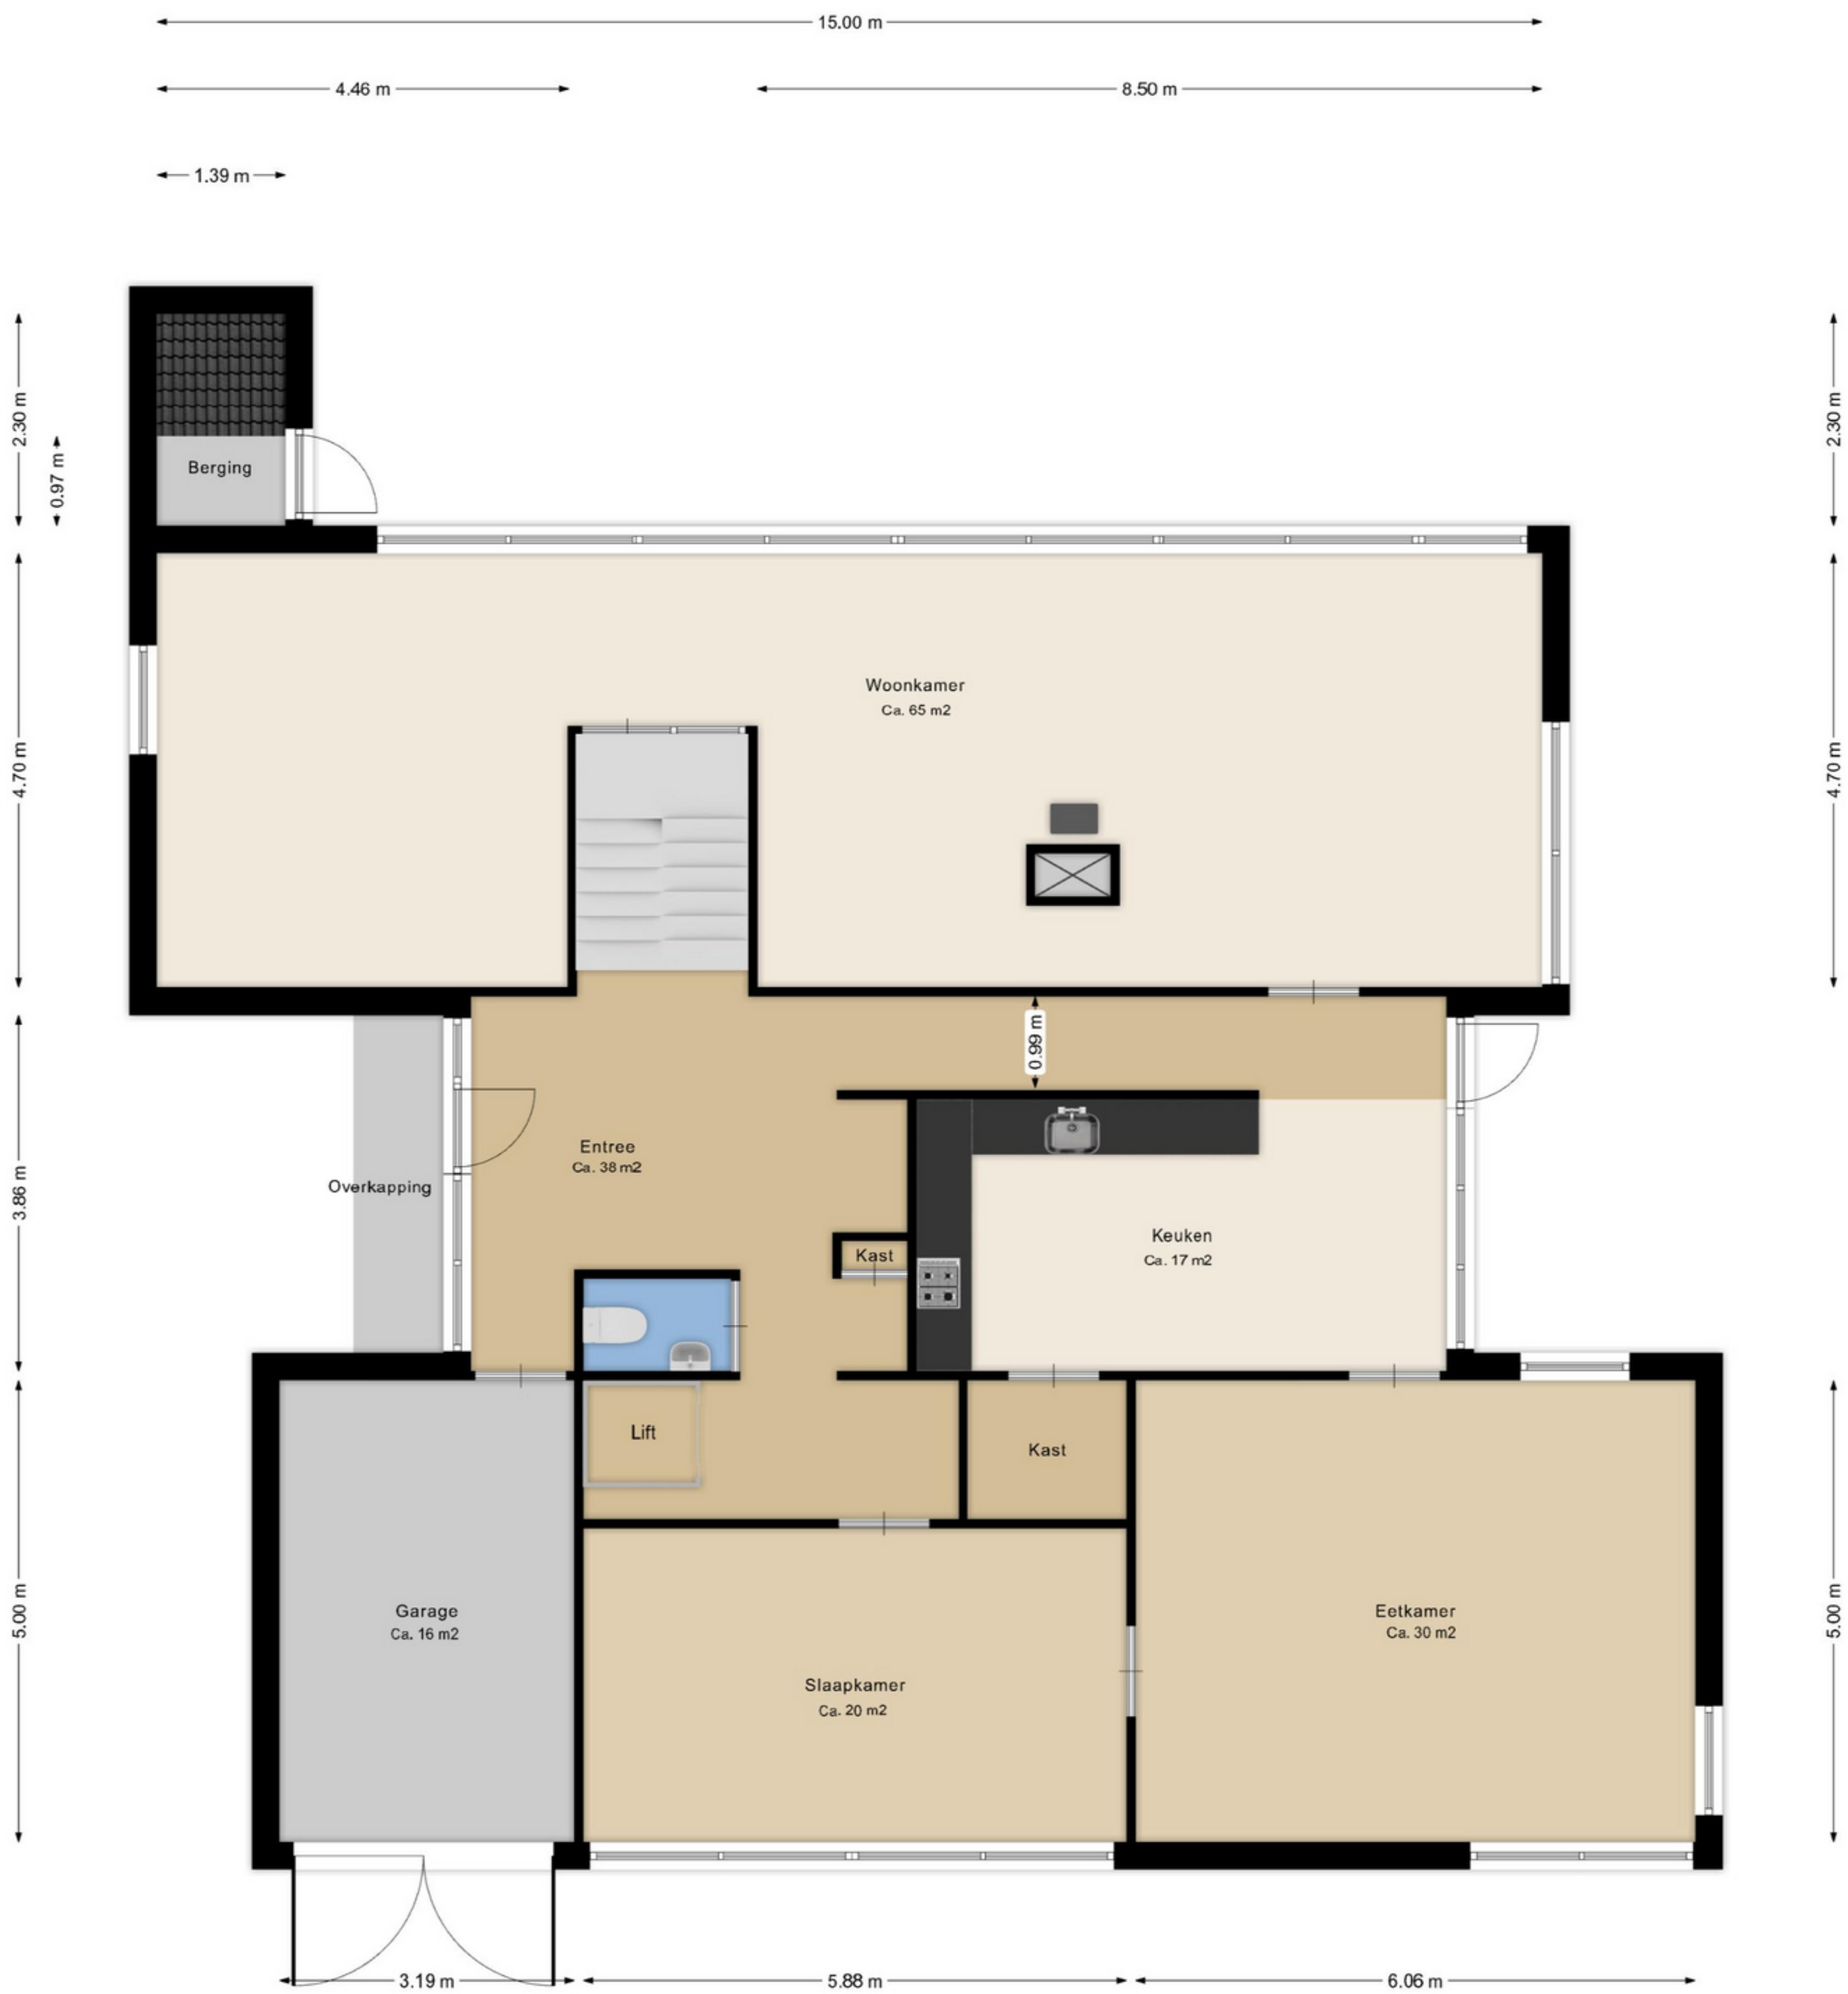 15.00 m
4.46 m
8.50 m
1.39 m
2.30 m
0.97 m
2.30 m
Berging
Woonkamer
Ca. 65 m2
4.70 m
4.70 m
0.99 m
Entree
Ca. 38 m2
Overkapping
3.86 m
Kast
Keuken
Ca. 17 m2
Lift
Kast
Garage
Ca. 16 m2
Eetkamer
Ca. 30 m2
5.00 m
5.00 m
Slaapkamer
Ca. 20 m2
3.19 m
5.88 m
6.06 m